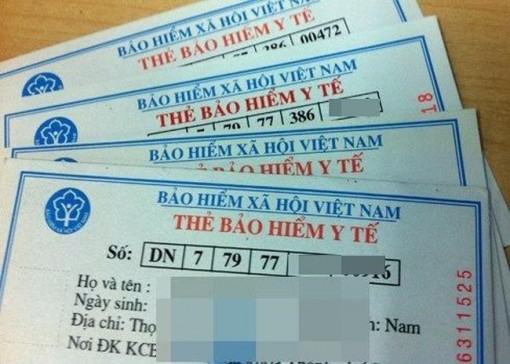 BẢO HIỂM XÃ HỘI VIỆT NAM
THẺ BẢO HIỂM Y TẾ
386 00472
BẢO HIỂM XÃ HỘI VIỆT NAM
THẺ BẢO HIỂM Y TẾ
7 79 77 386
18
BẢO HIỂM XÃ HỘI VIỆT NAM
THẺ BẢO HIỂM Y TẾ
BẢO HIỂM XÃ HỘI VIỆT NAM
THẺ BẢO HIỂM Y TẾ
Số: DN 7 79 77
Họ và tên :
Ngày sinh:
Địa chỉ: Thọ n: Nam
Nơi ĐK KCB
6311525